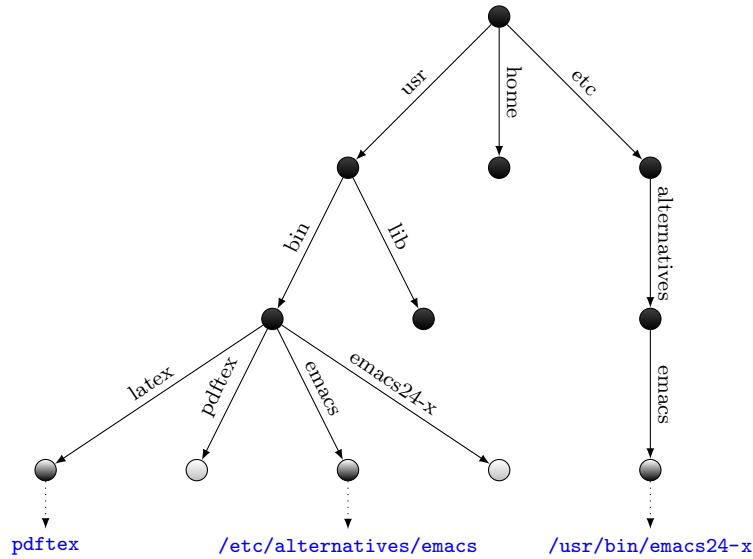 usr
home
etc
bin
lib
alternatives
latex
pdftex
emacs
emacs24-x
emacs
pdftex
/etc/alternatives/emacs
/usr/bin/emacs24-x